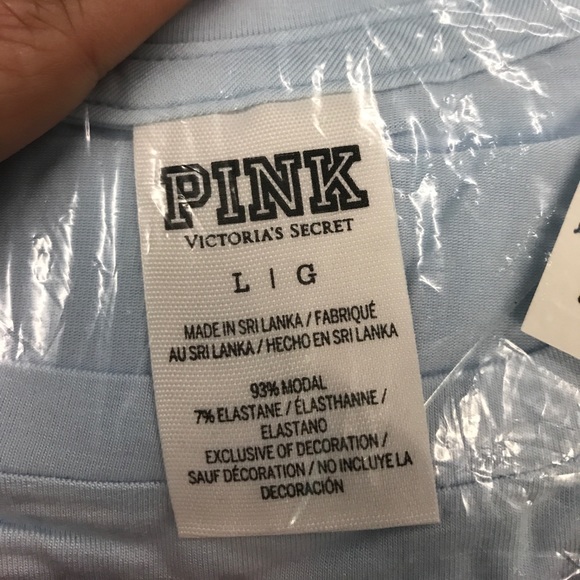 PINK
VICTORIA'S SECRET
L | G
MADE IN SRI LANKA / FABRIQUÉ
AU SRI LANKA / HECHO EN SRI LANKA
93% MODAL
7% ELASTANE / ÉLASTHANNE /
ELASTANO
EXCLUSIVE OF DECORATION /
SAUF DÉCORATION / NO INCLUYE LA
DECORACIÓN